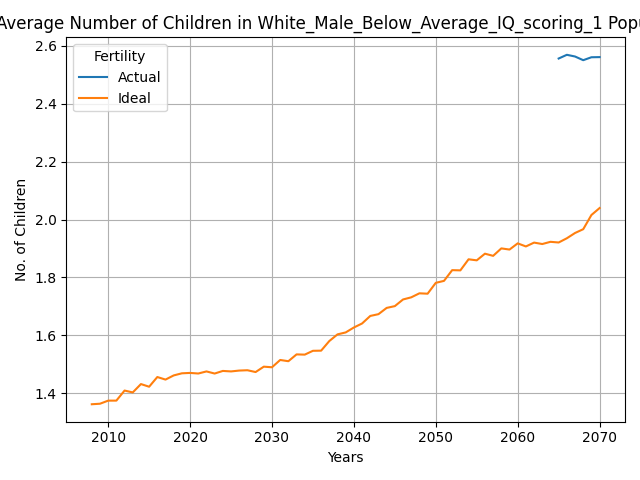 Average Number of Children in White_Male_Below_Average_IQ_scoring_1
Fertility
Actual
Ideal
No. of Children
2.6
2.4
2.2
2.0
1.8
1.6
1.4
2010 2020 2030 2040 2050 2060 2070
Years